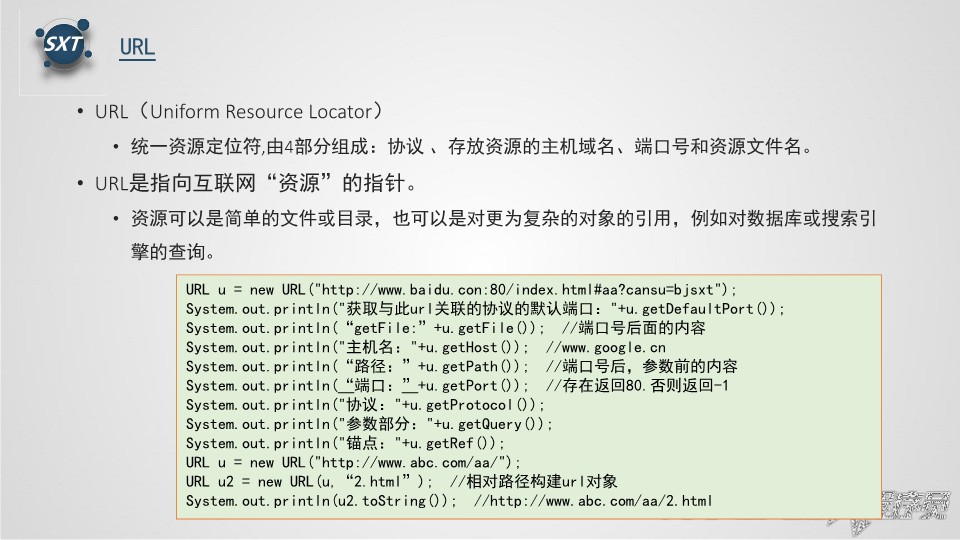 SXT
URL
• URL（Uniform Resource Locator）
• 统一资源定位符,由4部分组成：协议 、存放资源的主机域名、端口号和资源文件名。
• URL是指向互联网“资源”的指针。
• 资源可以是简单的文件或目录，也可以是对更为复杂的对象的引用，例如对数据库或搜索引
擎的查询。
URL u = new URL("http://www.baidu.con:80/index.html#aa?cansu=bjsxt");
System.out.println("获取与此url关联的协议的默认端口："+u.getDefaultPort());
System.out.println(“getFile:”+u.getFile()); //端口号后面的内容
System.out.println("主机名："+u.getHost()); //www.google.cn
System.out.println(“路径：”+u.getPath()); //端口号后，参数前的内容
System.out.println(“端口：”+u.getPort()); //存在返回80.否则返回-1
System.out.println("协议："+u.getProtocol());
System.out.println("参数部分："+u.getQuery());
System.out.println("锚点："+u.getRef());
URL u = new URL("http://www.abc.com/aa/");
URL u2 = new URL(u,“2.html”); //相对路径构建url对象
System.out.println(u2.toString()); //http://www.abc.com/aa/2.html